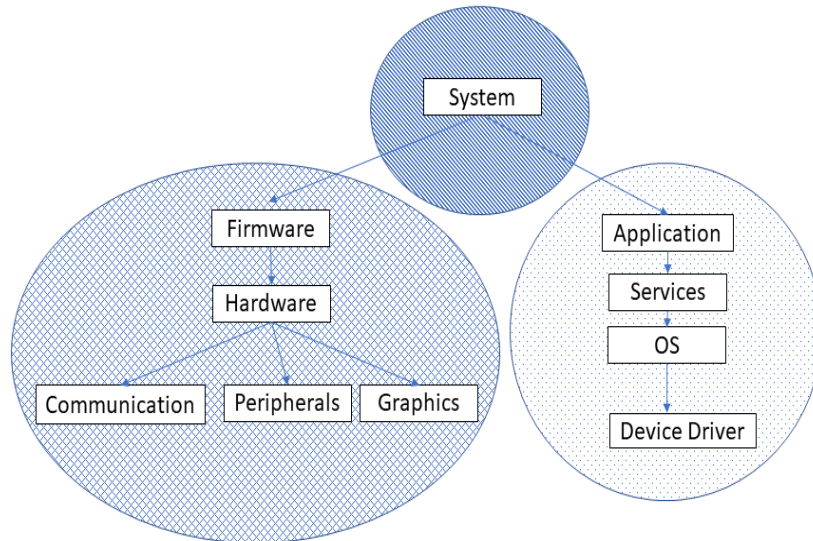 System
Firmware
Application
Hardware
Services
OS
Communication
Peripherals
Graphics
Device Driver